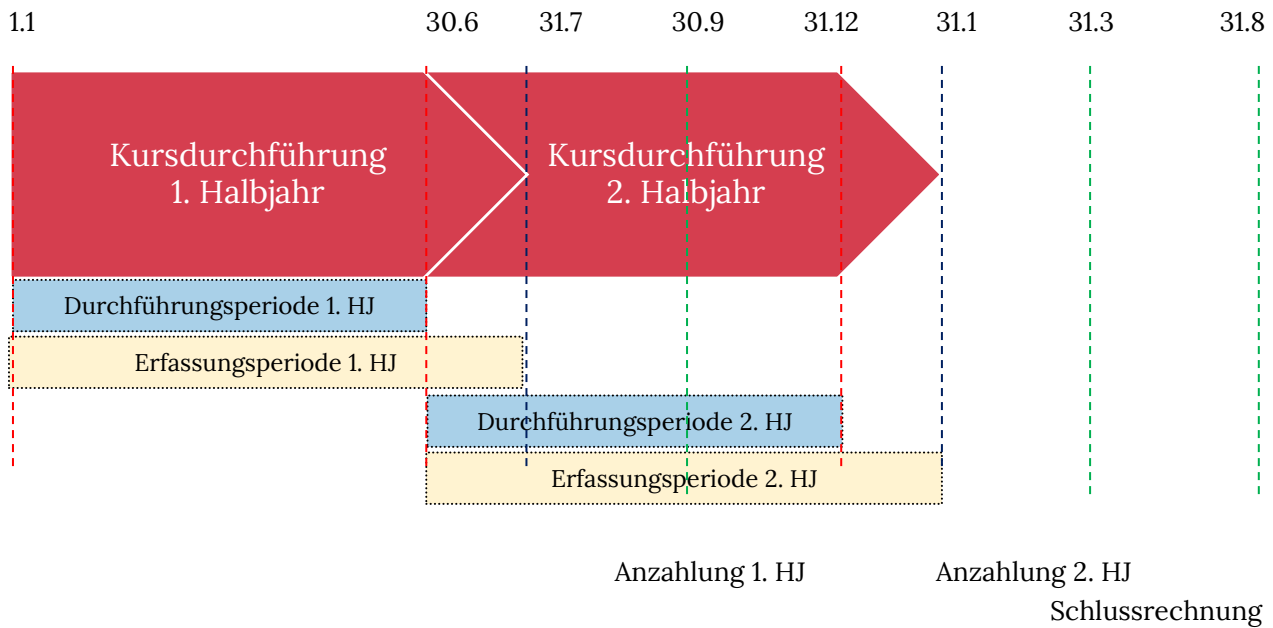 1.1 30.6 31.7 30.9 31.12 31.1 31.3 31.8
Kursdurchführung
1. Halbjahr
Kursdurchführung
2. Halbjahr
Durchführungsperiode 1. HJ
Erfassungsperiode 1. HJ
Durchführungsperiode 2. HJ
Erfassungsperiode 2. HJ
Anzahlung 1. HJ Anzahlung 2. HJ
Schlussrechnung